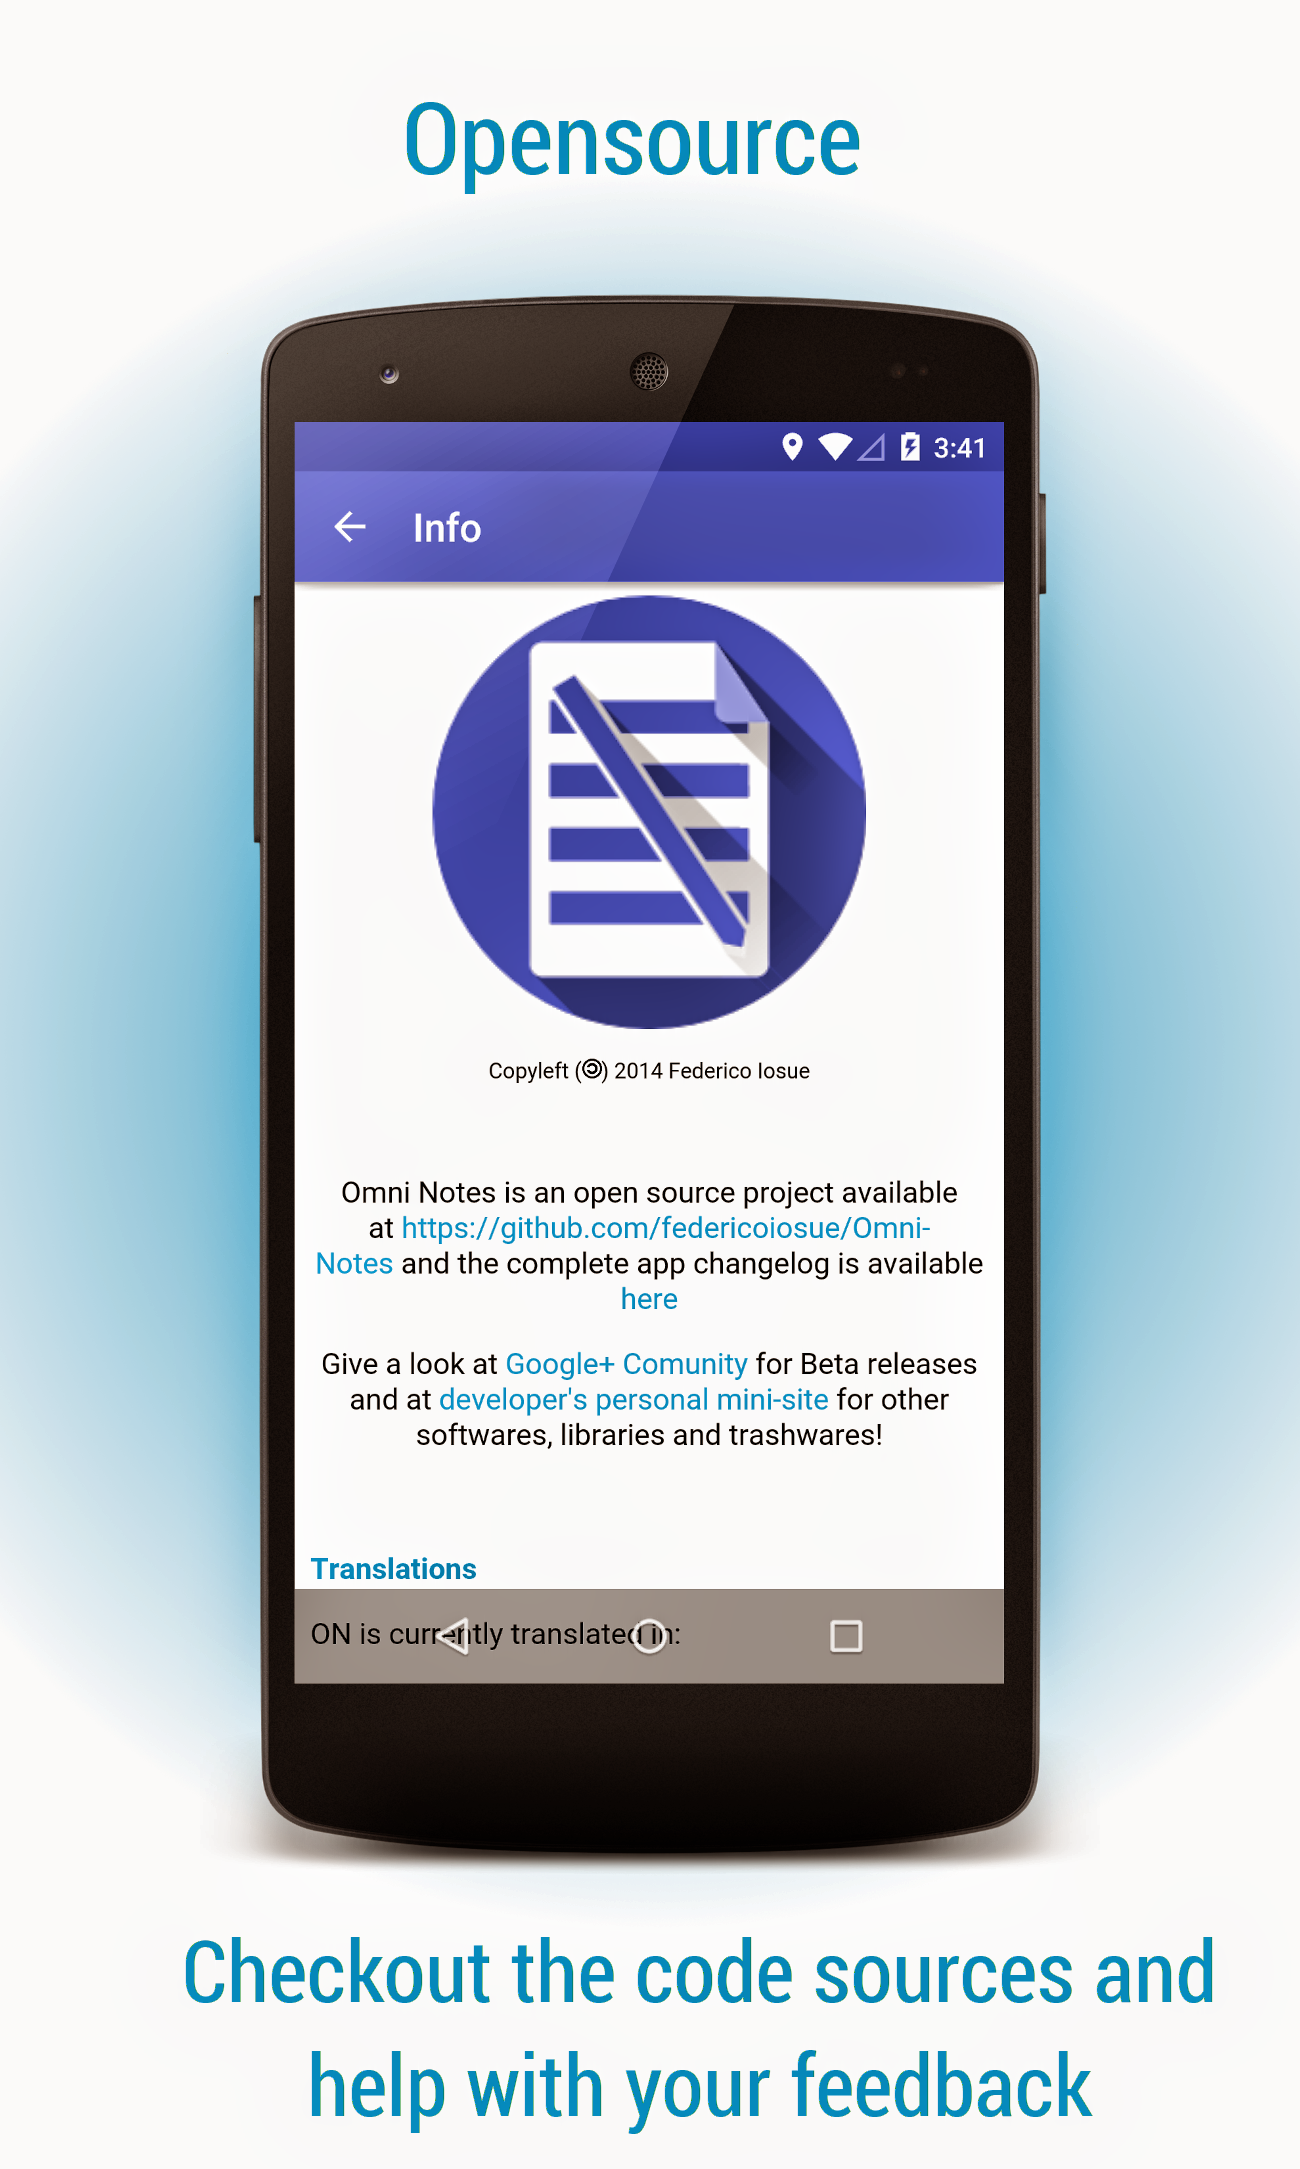 Opensource
3:41
Info
Copyleft (🄯) 2014 Federico Iosue
Omni Notes is an open source project available
at https://github.com/federicoiosue/Omni-
Notes and the complete app changelog is available
here
Give a look at Google+ Comunity for Beta releases
and at developer's personal mini-site for other
softwares, libraries and trashwares!
Translations
ON is currently translated in:
Checkout the code sources and
help with your feedback